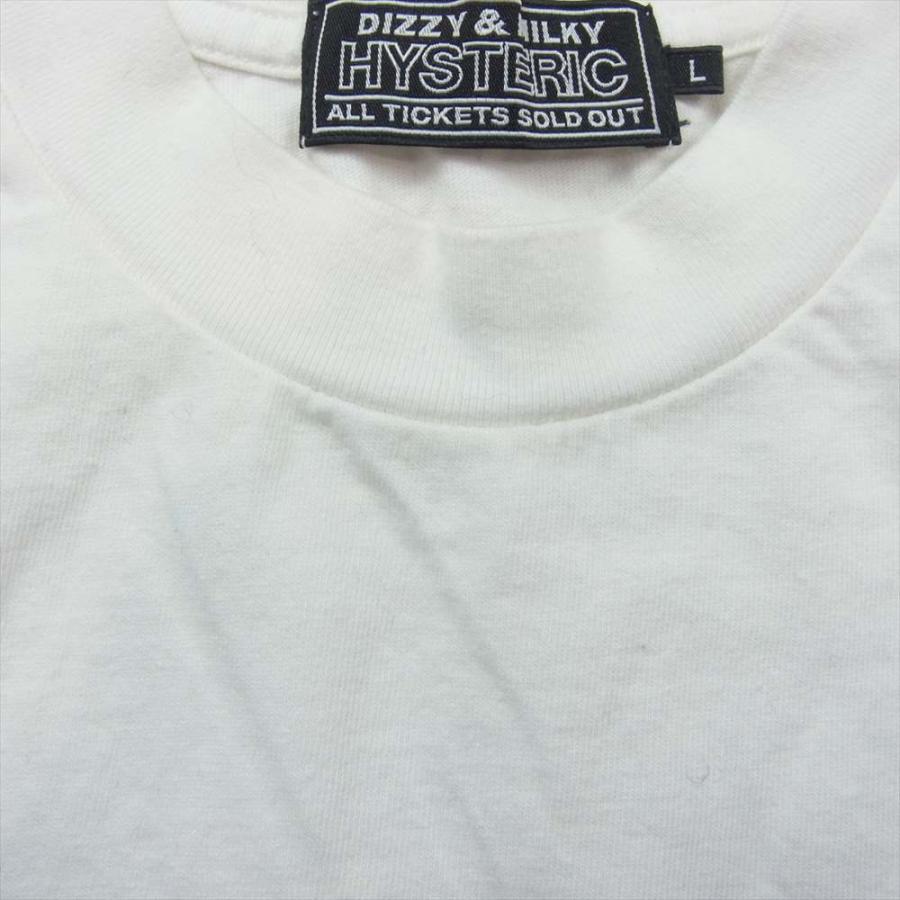 DIZZY & MILKY
HYSTERIC
ALL TICKETS SOLD OUT
L